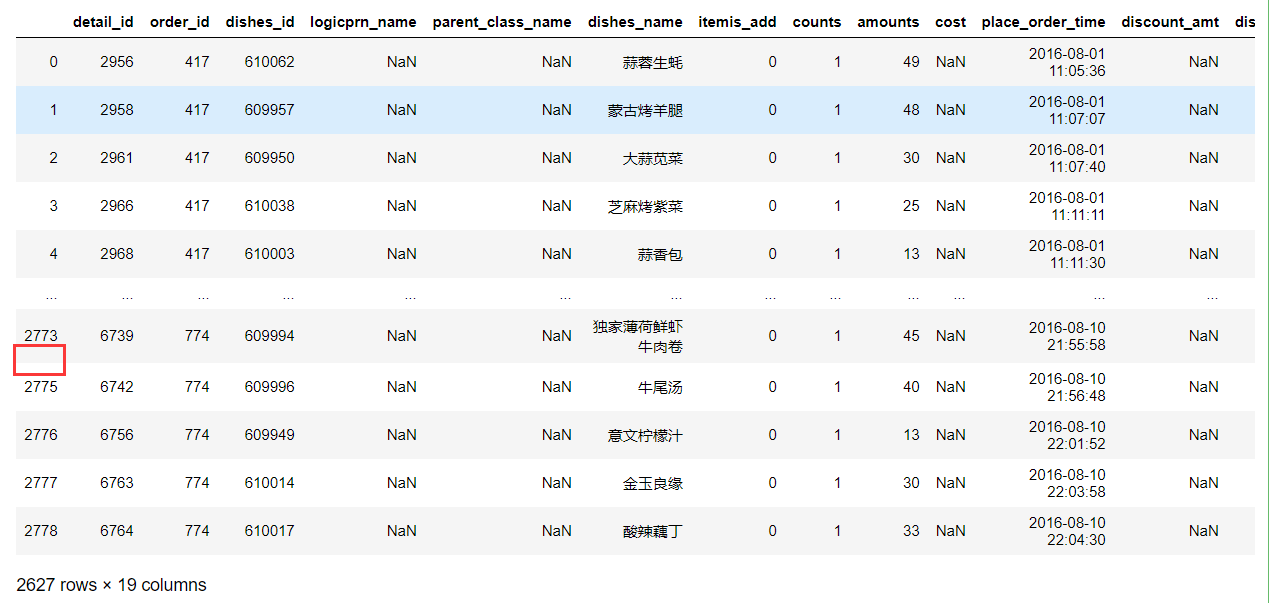 detail_id order_id dishes_id logicprn_name parent_class_name dishes_name itemis_add counts amounts cost place_order_time discount_amt dis
0 2956 417 610062 NaN NaN 蒜蓉生蚝 0 1 49 NaN 2016-08-01 11:05:36 NaN
1 2958 417 609957 NaN NaN 蒙古烤羊腿 0 1 48 NaN 2016-08-01 11:07:07 NaN
2 2961 417 609950 NaN NaN 大蒜苋菜 0 1 30 NaN 2016-08-01 11:07:40 NaN
3 2966 417 610038 NaN NaN 芝麻烤紫菜 0 1 25 NaN 2016-08-01 11:11:11 NaN
4 2968 417 610003 NaN NaN 蒜香包 0 1 13 NaN 2016-08-01 11:11:30 NaN
... ... ... ... ... ... ... ... ... ... ... ... ...
2773 6739 774 609994 NaN NaN 独家薄荷鲜虾牛肉卷 0 1 45 NaN 2016-08-10 21:55:58 NaN
2775 6742 774 609996 NaN NaN 牛尾汤 0 1 40 NaN 2016-08-10 21:56:48 NaN
2776 6756 774 609949 NaN NaN 意文柠檬汁 0 1 13 NaN 2016-08-10 22:01:52 NaN
2777 6763 774 610014 NaN NaN 金玉良缘 0 1 30 NaN 2016-08-10 22:03:58 NaN
2778 6764 774 610017 NaN NaN 酸辣藕丁 0 1 33 NaN 2016-08-10 22:04:30 NaN
2627 rows × 19 columns